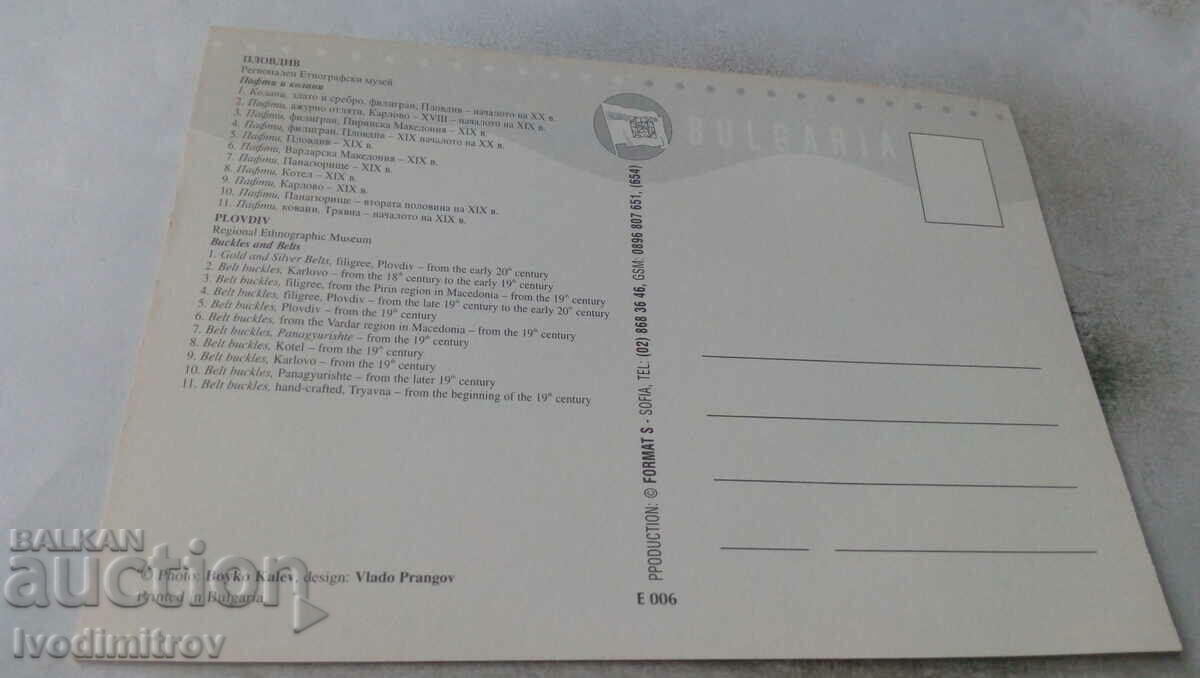 ПЛОВДИВ
Регионален Етнографски музей
Пафти и колани
1. Колани, злато и сребро, филигран, Пловдив – началото на XX в.
2. Пафти, ажурно отляти, Карлово – XVIII – началото на XIX в.
3. Пафти, филигран, Пиринска Македония – XIX в.
4. Пафти, филигран, Пловдив – XIX началото на XX в.
5. Пафти, Пловдив – XIX в.
6. Пафти, Вардарска Македония – XIX в.
7. Пафти, Панагюрище – XIX в.
8. Пафти, Котел – XIX в.
9. Пафти, Карлово – XIX в.
10. Пафти, Панагюрище – втората половина на XIX в.
11. Пафти, ковани, Трявна – началото на XIX в.
PLOVDIV
Regional Ethnographic Museum
Buckles and Belts
1. Gold and Silver Belts, filigree, Plovdiv – from the early 20th century
2. Belt buckles, Karlovo – from the 18th century to the early 19th century
3. Belt buckles, filigree, from the Pirin region in Macedonia – from the 19th century
4. Belt buckles, filigree, Plovdiv – from the late 19th century to the early 20th century
5. Belt buckles, Plovdiv – from the 19th century
6. Belt buckles, from the Vardar region in Macedonia – from the 19th century
7. Belt buckles, Panagyurishte – from the 19th century
8. Belt buckles, Kotel – from the 19th century
9. Belt buckles, Karlovo – from the 19th century
10. Belt buckles, Panagyurishte – from the later 19th century
11. Belt buckles, hand-crafted, Tryavna – from the beginning of the 19th century
© Photo: Boyko Kalev, design: Vlado Prangov
Printed in Bulgaria
PPODUCTION: © FORMAT S - SOFIA, TEL: (02) 868 36 46, GSM: 0896 807 651, (654)
E 006
BULGARIA
BALKAN
auction
Ivodimitrov